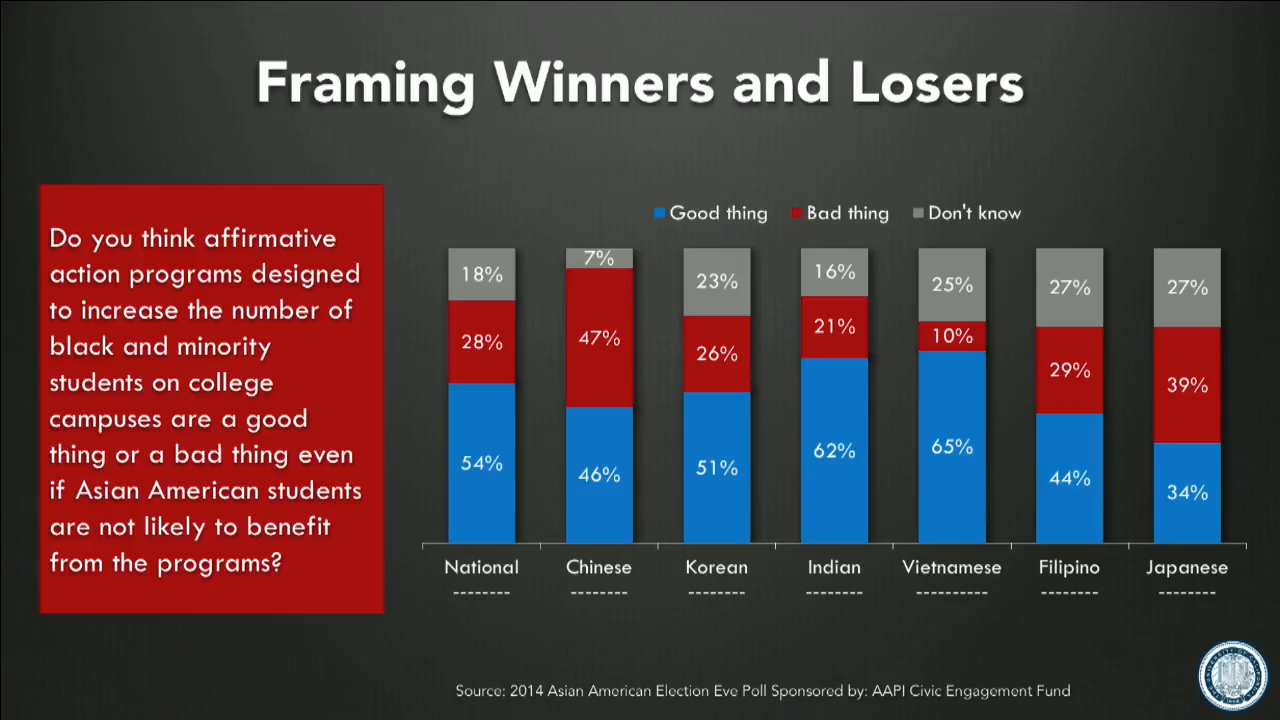 Framing Winners and Losers
Do you think affirmative
action programs designed
to increase the number of
black and minority
students on college
campuses are a good
thing or a bad thing even
if Asian American students
are not likely to benefit
from the programs?
Good thing Bad thing Don't know
18% 7% 23% 16% 25% 27% 27%
28% 47% 26% 21% 10% 29% 39%
54% 46% 51% 62% 65% 44% 34%
National Chinese Korean Indian Vietnamese Filipino Japanese
-------- -------- -------- -------- ---------- -------- --------
Source: 2014 Asian American Election Eve Poll Sponsored by: AAPI Civic Engagement Fund